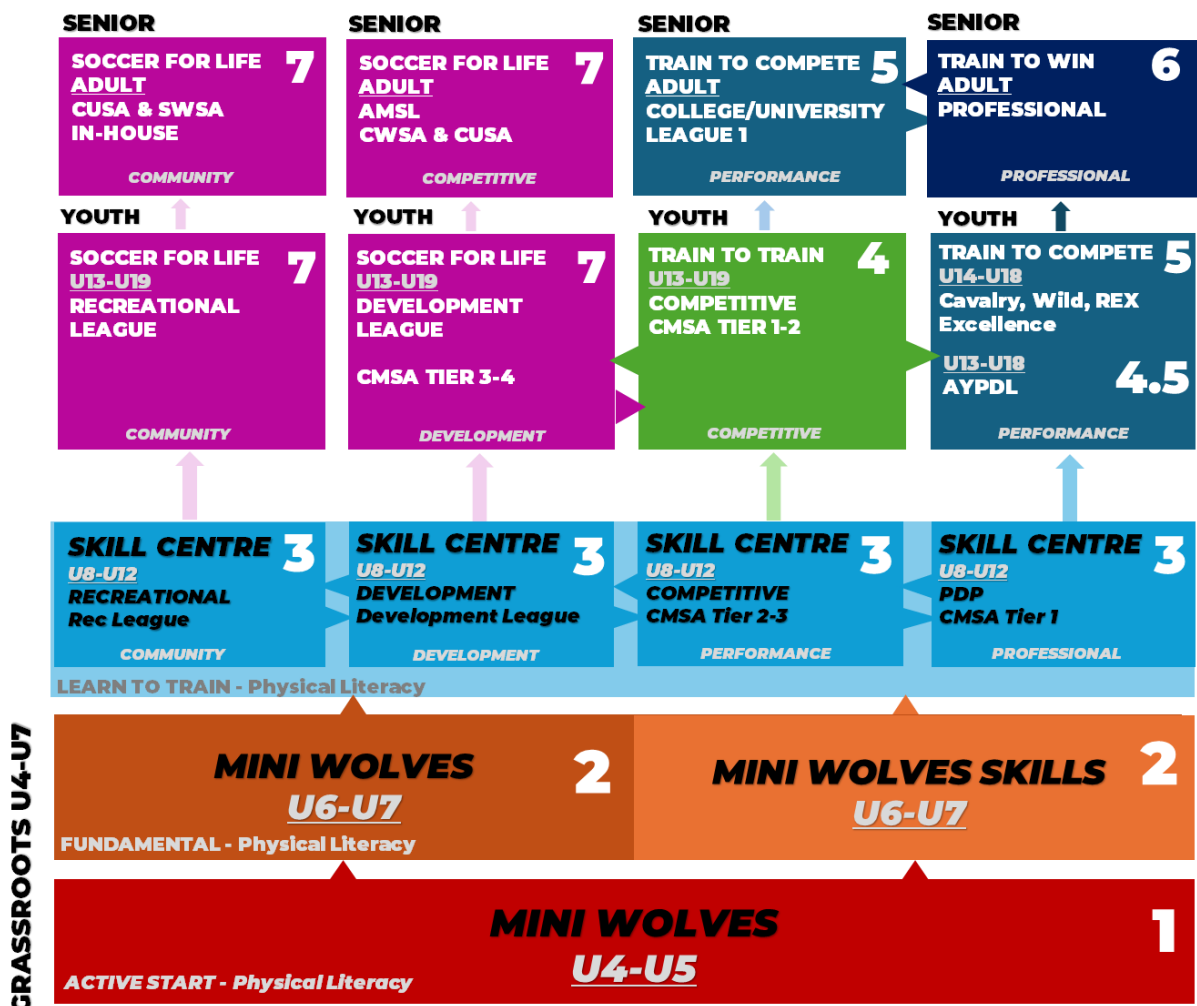 SENIOR
SOCCER FOR LIFE 7
ADULT
CUSA & SWSA
IN-HOUSE
COMMUNITY
SENIOR
SOCCER FOR LIFE 7
ADULT
AMSL
CWSA & CUSA
COMPETITIVE
SENIOR
TRAIN TO COMPETE 5
ADULT
COLLEGE/UNIVERSITY
LEAGUE 1
PERFORMANCE
SENIOR
TRAIN TO WIN 6
ADULT
PROFESSIONAL
PROFESSIONAL
YOUTH
SOCCER FOR LIFE 7
U13-U19
RECREATIONAL
LEAGUE
COMMUNITY
YOUTH
SOCCER FOR LIFE 7
U13-U19
DEVELOPMENT
LEAGUE
CMSA TIER 3-4
DEVELOPMENT
YOUTH
TRAIN TO TRAIN 4
U13-U19
COMPETITIVE
CMSA TIER 1-2
COMPETITIVE
YOUTH
TRAIN TO COMPETE 5
U14-U18
Cavalry, Wild, REX
Excellence
U13-U18
AYPDL 4.5
PERFORMANCE
SKILL CENTRE 3
U8-U12
RECREATIONAL
Rec League
COMMUNITY
SKILL CENTRE 3
U8-U12
DEVELOPMENT
Development League
DEVELOPMENT
SKILL CENTRE 3
U8-U12
COMPETITIVE
CMSA Tier 2-3
PERFORMANCE
SKILL CENTRE 3
U8-U12
PDP
CMSA Tier 1
PROFESSIONAL
LEARN TO TRAIN - Physical Literacy
MINI WOLVES 2
U6-U7
FUNDAMENTAL - Physical Literacy
MINI WOLVES SKILLS 2
U6-U7
MINI WOLVES 1
U4-U5
ACTIVE START - Physical Literacy
GRASSROOTS U4-U7